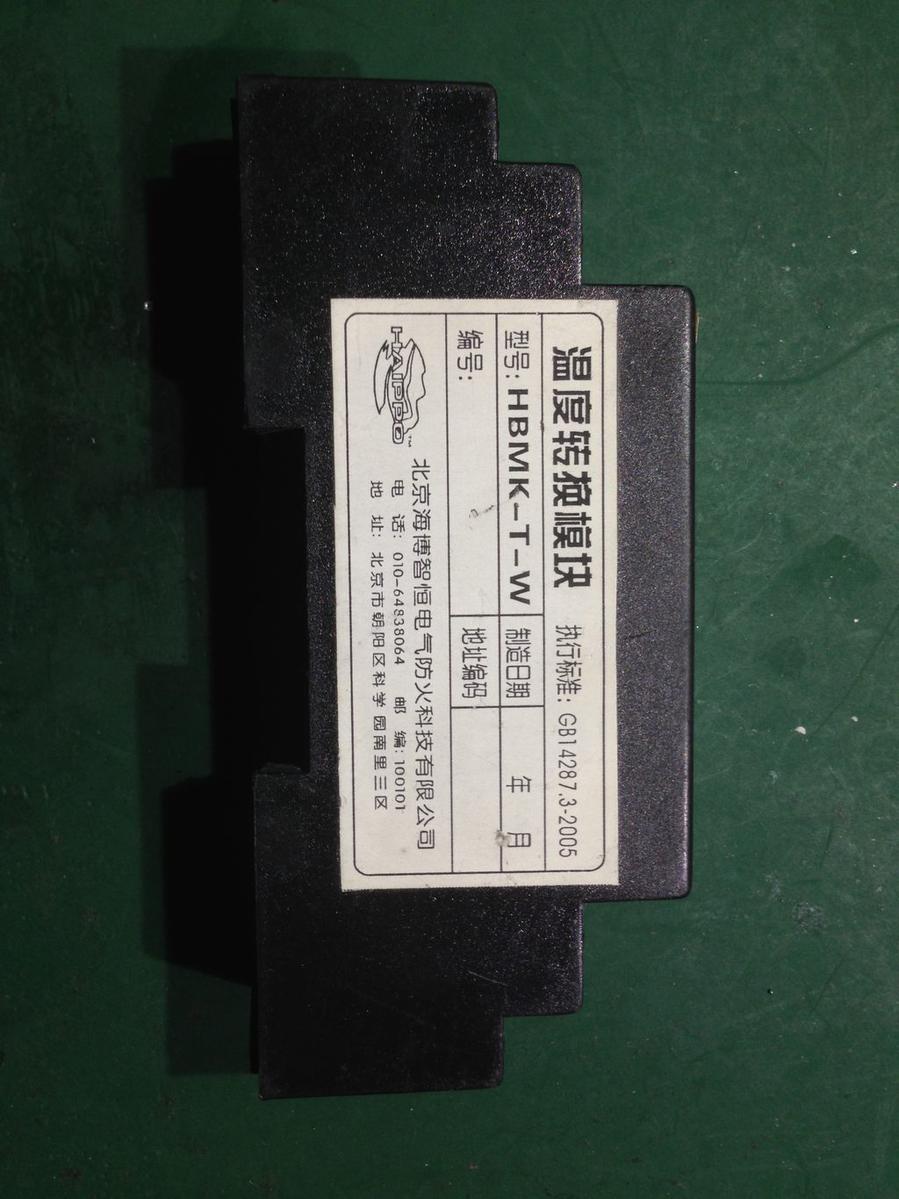 温度转换模块 执行标准: GB14287.3-2005
型号: HBMK-T-W 制造日期 年 月
编号: 地址编码
HAIPPO™ 北京海博智恒电气防火科技有限公司
电 话: 010-64838064 邮 编: 100101
地 址: 北京市朝阳区科学园南里三区